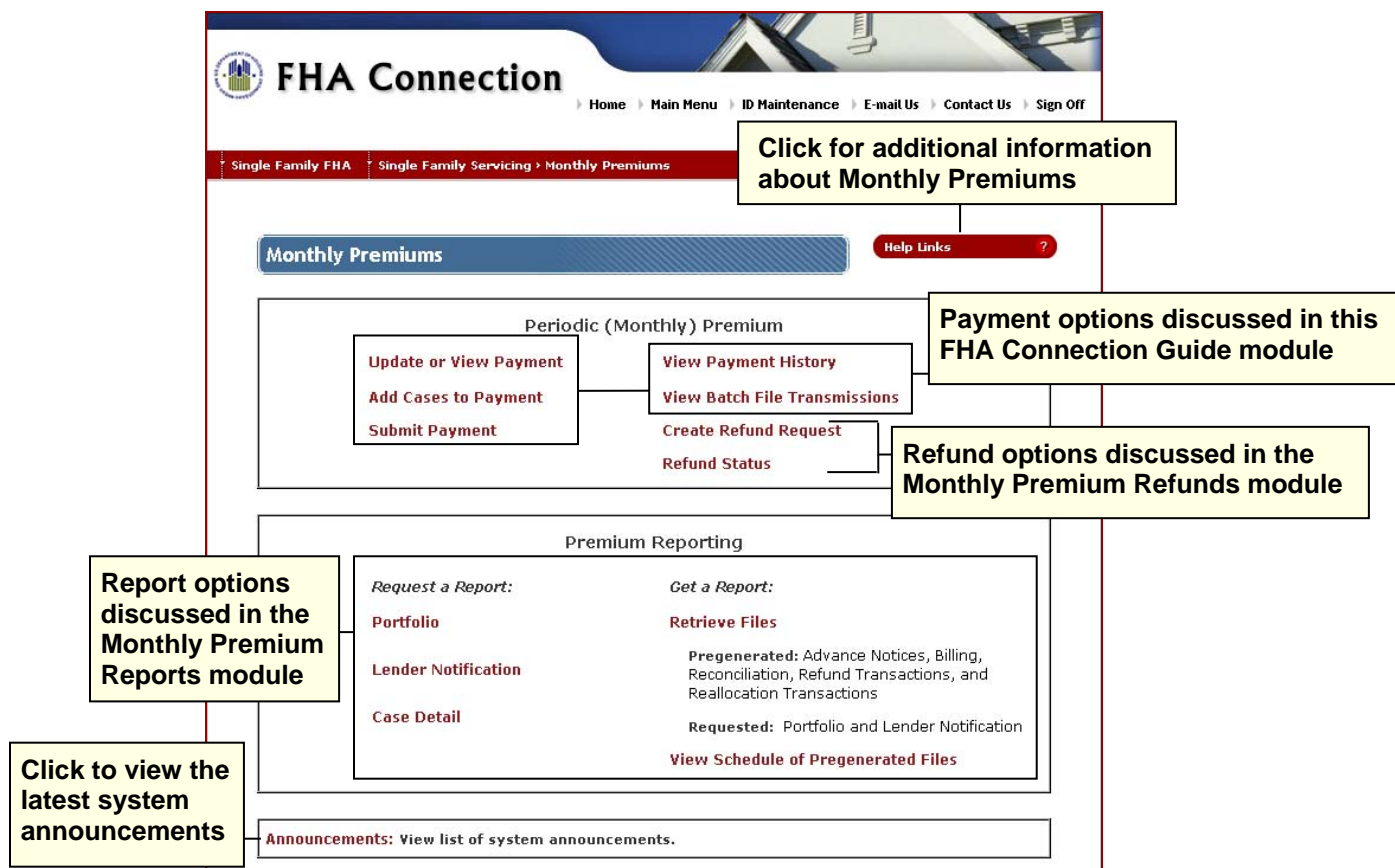 FHA Connection
Home Main Menu ID Maintenance E-mail Us Contact Us Sign Off
Click for additional information
about Monthly Premiums
Single Family FHA Single Family Servicing > Monthly Premiums
Monthly Premiums
Help Links ?
Periodic (Monthly) Premium
Update or View Payment
Add Cases to Payment
Submit Payment
View Payment History
View Batch File Transmissions
Create Refund Request
Refund Status
Payment options discussed in this
FHA Connection Guide module
Refund options discussed in the
Monthly Premium Refunds module
Premium Reporting
Report options
discussed in the
Monthly Premium
Reports module
Request a Report:
Portfolio
Lender Notification
Case Detail
Get a Report:
Retrieve Files
Pregenerated: Advance Notices, Billing,
Reconciliation, Refund Transactions, and
Reallocation Transactions
Requested: Portfolio and Lender Notification
View Schedule of Pregenerated Files
Click to view the
latest system
announcements
Announcements: View list of system announcements.